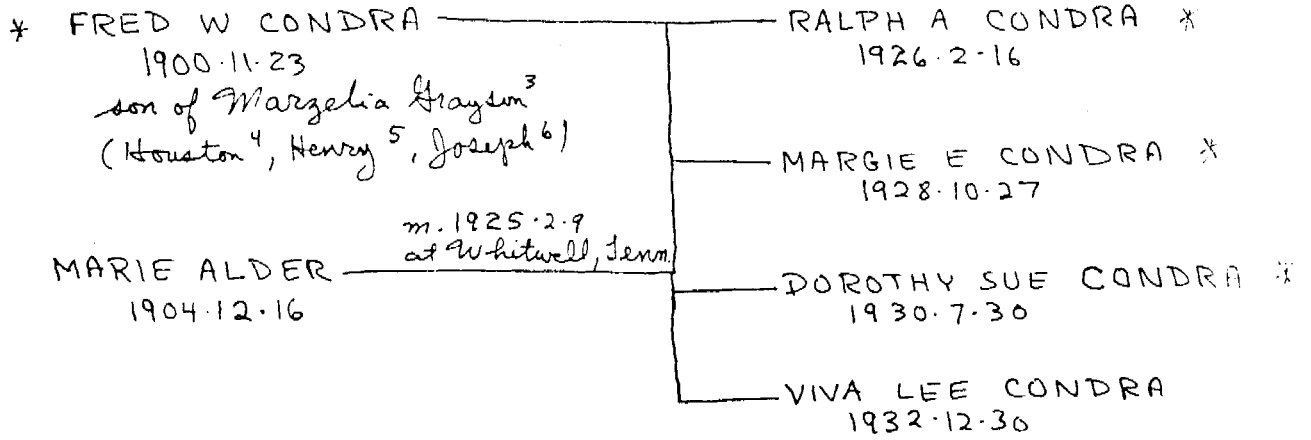 * FRED W CONDRA
1900·11·23
son of Marzelia Grayson³
(Houston⁴, Henry⁵, Joseph⁶)
m. 1925·2·9
at Whitwell, Tenn.
MARIE ALDER
1904·12·16
RALPH A CONDRA *
1926·2·16
MARGIE E CONDRA *
1928·10·27
DOROTHY SUE CONDRA *
1930·7·30
VIVA LEE CONDRA
1932·12·30